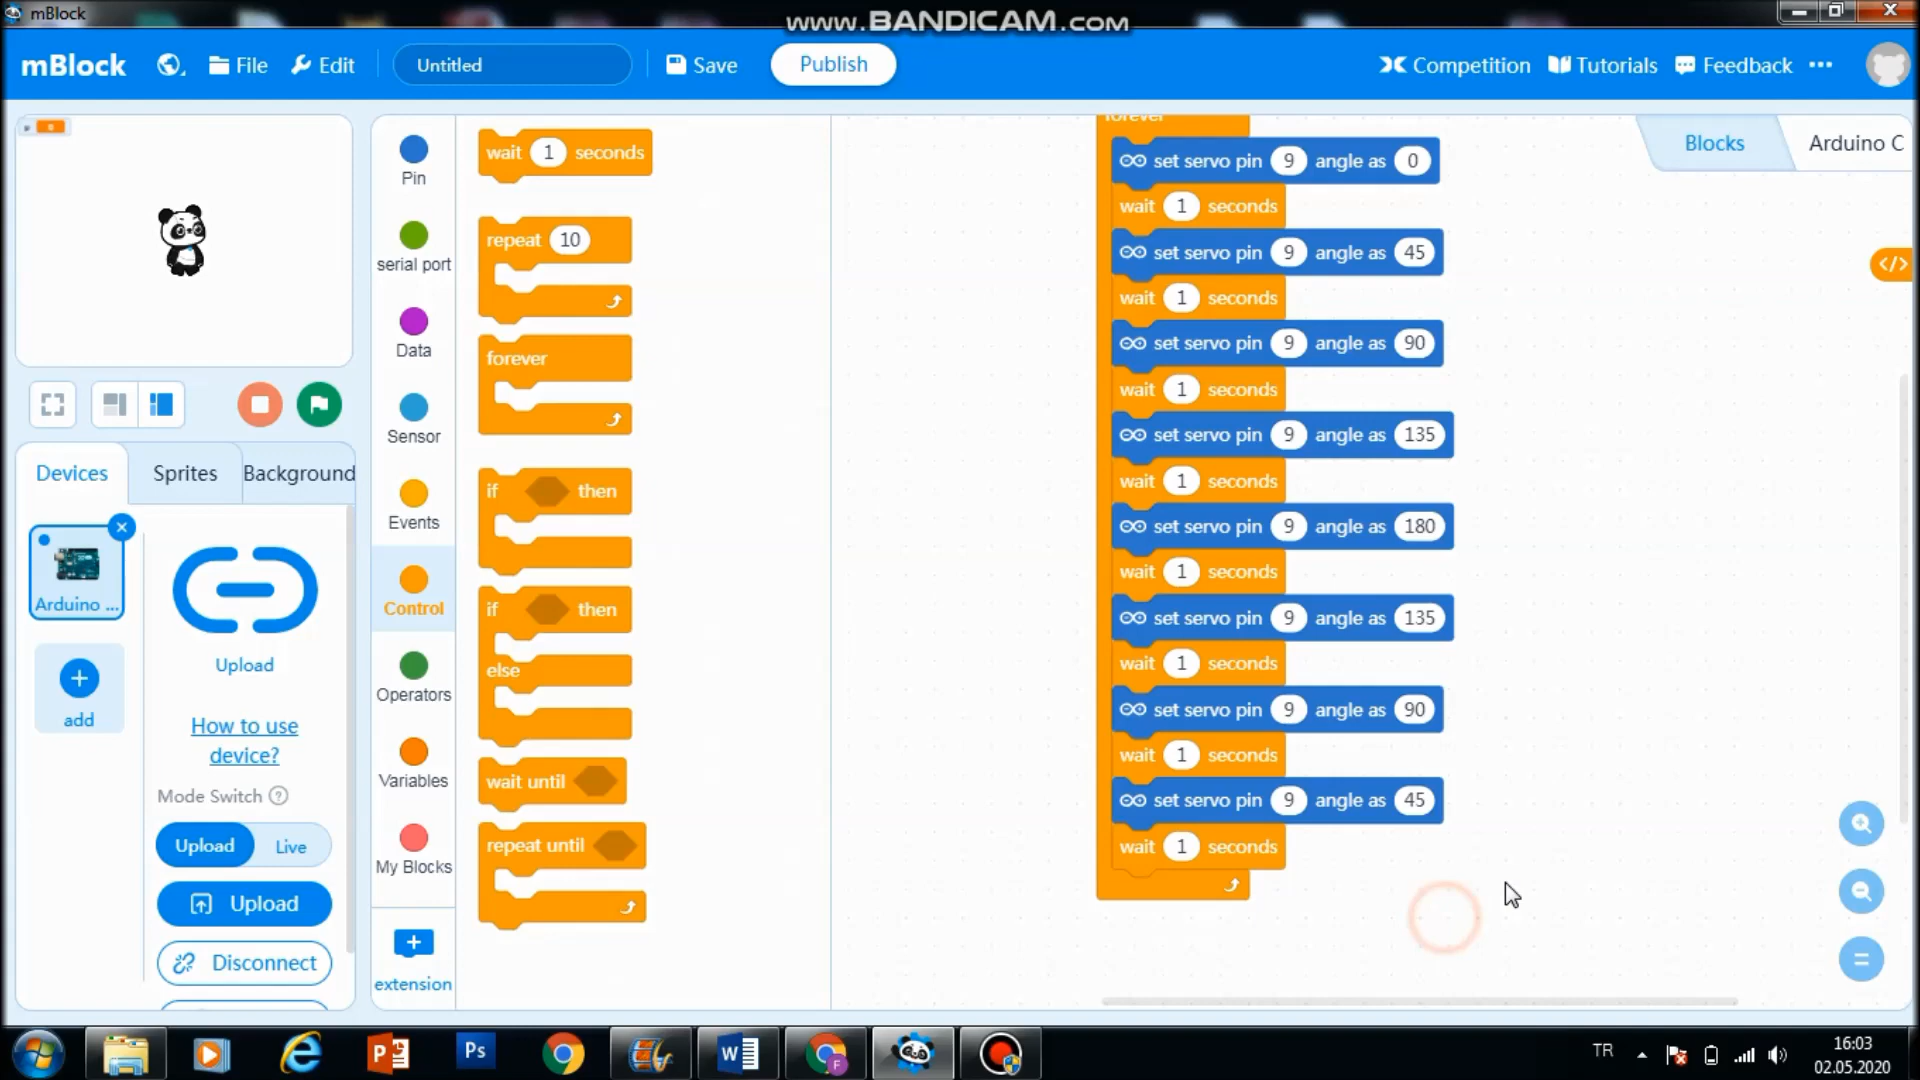 mBlock
www.BANDICAM.com
mBlock
File
Edit
Untitled
Save
Publish
Competition
Tutorials
Feedback
Blocks
Arduino C
Pin
serial port
Data
Sensor
Events
Control
Operators
Variables
My Blocks
extension
wait 1 seconds
repeat 10
forever
if then
if then
else
wait until
repeat until
forever
set servo pin 9 angle as 0
wait 1 seconds
set servo pin 9 angle as 45
wait 1 seconds
set servo pin 9 angle as 90
wait 1 seconds
set servo pin 9 angle as 135
wait 1 seconds
set servo pin 9 angle as 180
wait 1 seconds
set servo pin 9 angle as 135
wait 1 seconds
set servo pin 9 angle as 90
wait 1 seconds
set servo pin 9 angle as 45
wait 1 seconds
Devices
Sprites
Background
Arduino ...
add
Upload
How to use
device?
Mode Switch
Upload
Live
Upload
Disconnect
TR
16:03
02.05.2020